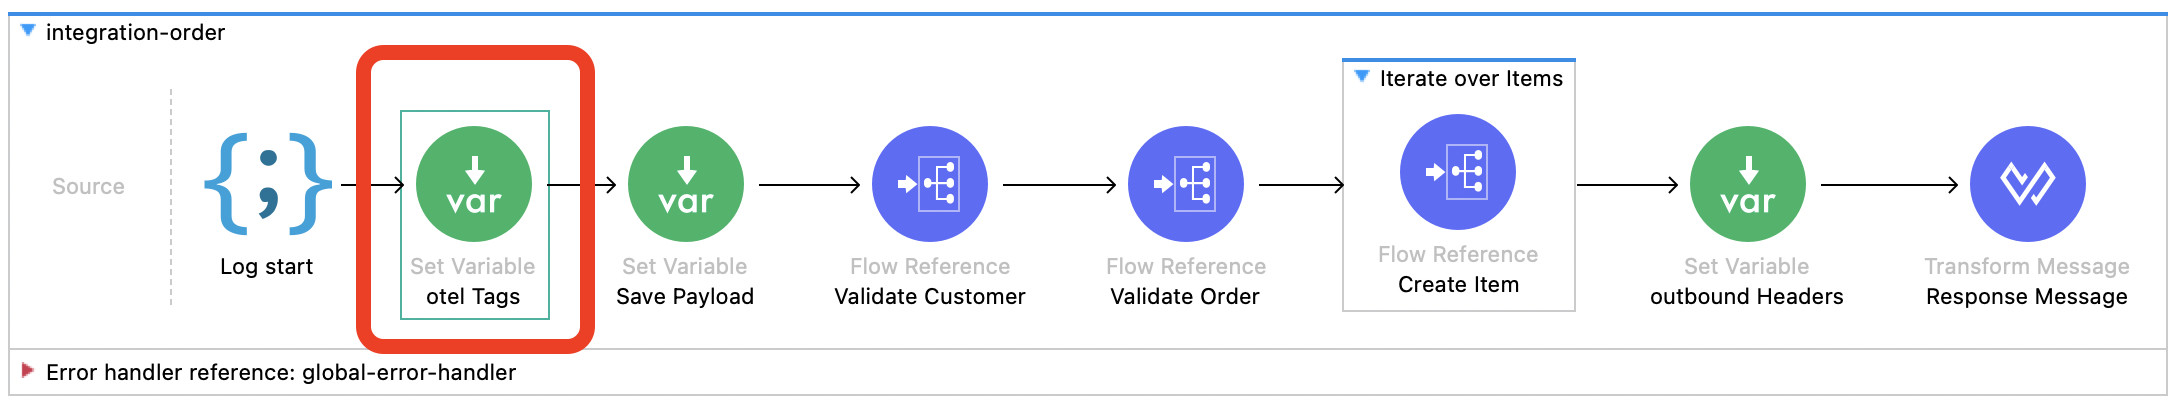 integration-order
Source
Log start
var
Set Variable
otel Tags
var
Set Variable
Save Payload
Flow Reference
Validate Customer
Flow Reference
Validate Order
Iterate over Items
Flow Reference
Create Item
var
Set Variable
outbound Headers
Transform Message
Response Message
Error handler reference: global-error-handler